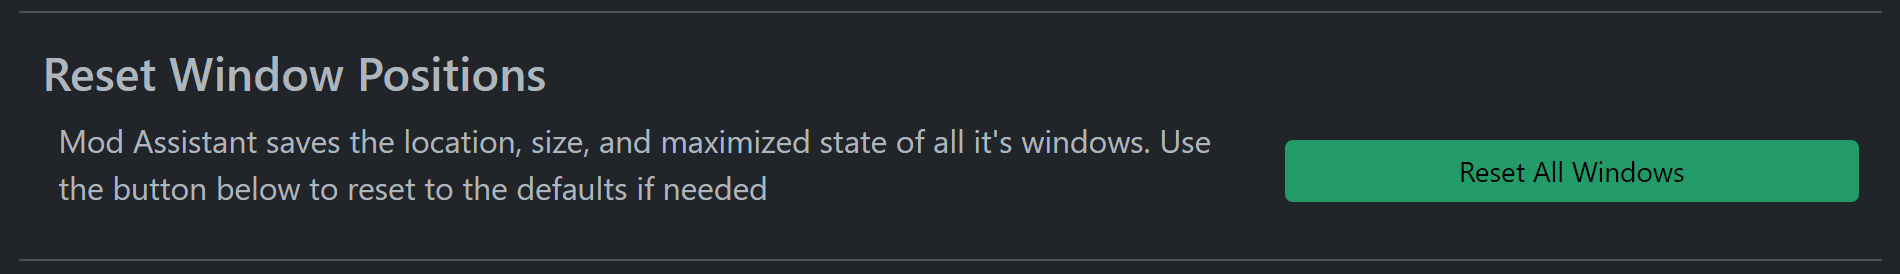 Reset Window Positions
Mod Assistant saves the location, size, and maximized state of all it's windows. Use
the button below to reset to the defaults if needed
Reset All Windows